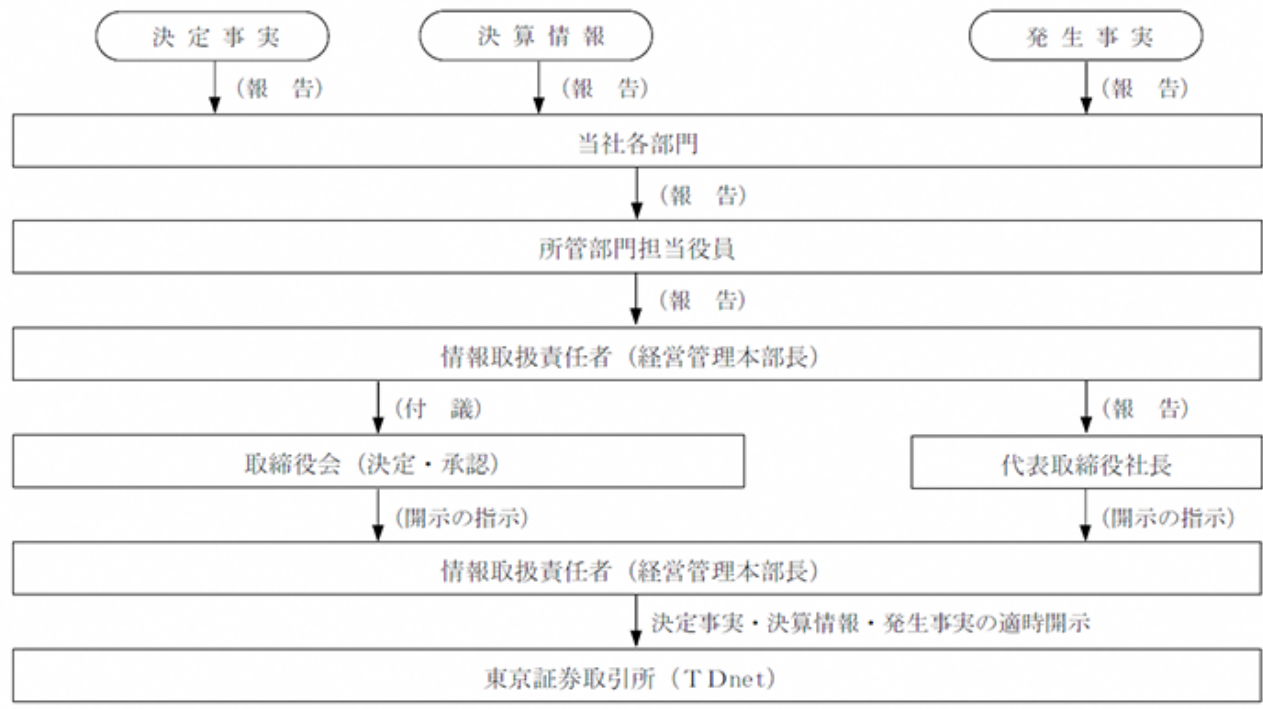 決定事実 決算情報 発生事実
（報　告） （報　告） （報　告）
当社各部門
（報　告）
所管部門担当役員
（報　告）
情報取扱責任者（経営管理本部長）
（付　議） （報　告）
取締役会（決定・承認） 代表取締役社長
（開示の指示） （開示の指示）
情報取扱責任者（経営管理本部長）
決定事実・決算情報・発生事実の適時開示
東京証券取引所（ＴＤnet）